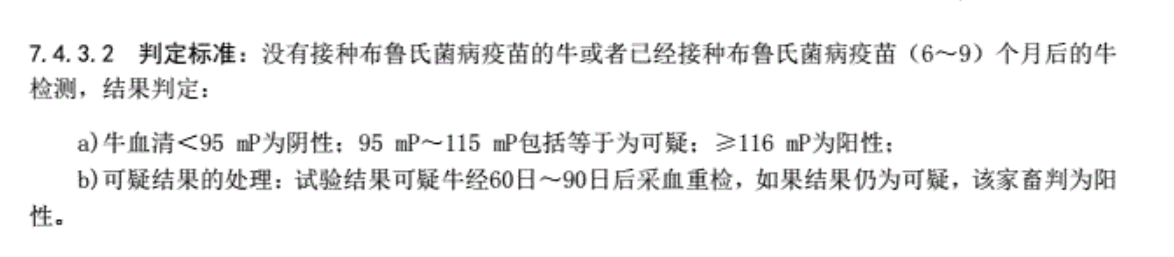 7.4.3.2 判定标准：没有接种布鲁氏菌病疫苗的牛或者已经接种布鲁氏菌病疫苗（6～9）个月后的牛
检测，结果判定：
a)牛血清＜95 mP为阴性；95 mP～115 mP包括等于为可疑；≥116 mP为阳性；
b)可疑结果的处理：试验结果可疑牛经60日～90日后采血重检，如果结果仍为可疑，该家畜判为阳
性。